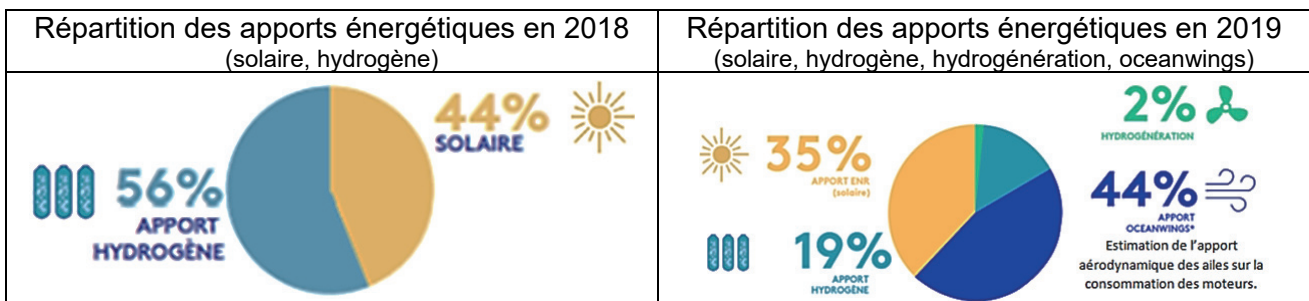 Répartition des apports énergétiques en 2018
(solaire, hydrogène)
44%
SOLAIRE
56%
APPORT
HYDROGÈNE
Répartition des apports énergétiques en 2019
(solaire, hydrogène, hydrogénération, oceanwings)
2%
HYDROGÉNÉRATION
35%
APPORT ENR
(solaire)
44%
APPORT
OCEANWINGS*
Estimation de l'apport
aérodynamique des ailes sur la
consommation des moteurs.
19%
APPORT
HYDROGÈNE